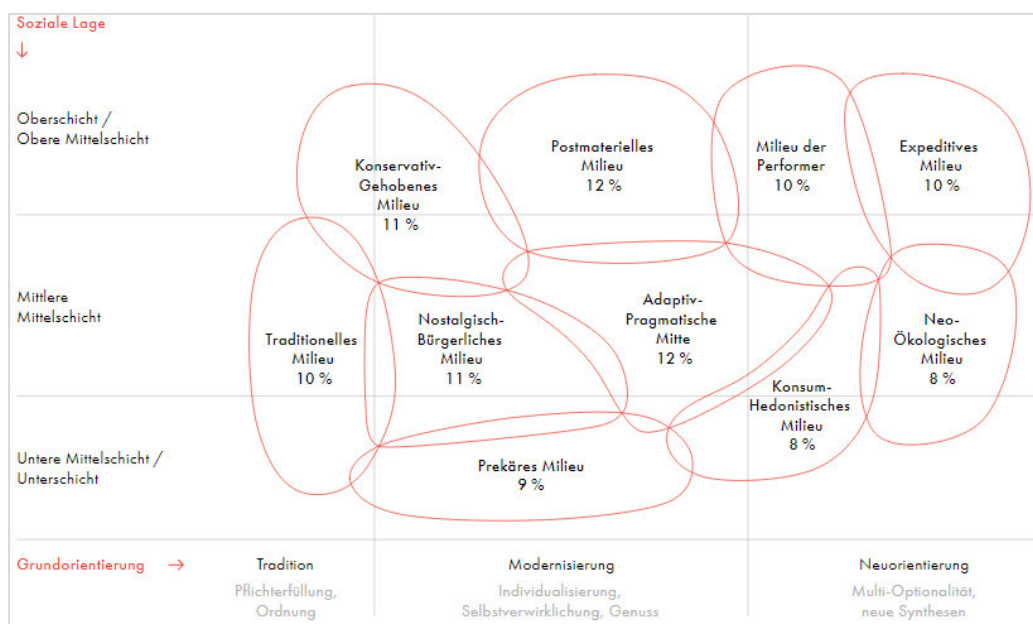 Soziale Lage
↓
Oberschicht /
Obere Mittelschicht
Konservativ-
Gehobenes
Milieu
11 %
Postmaterielles
Milieu
12 %
Milieu der
Performer
10 %
Expeditives
Milieu
10 %
Mittlere
Mittelschicht
Traditionelles
Milieu
10 %
Nostalgisch-
Bürgerliches
Milieu
11 %
Adaptiv-
Pragmatische
Mitte
12 %
Neo-
Ökologisches
Milieu
8 %
Konsum-
Hedonistisches
Milieu
8 %
Untere Mittelschicht /
Unterschicht
Prekäres Milieu
9 %
Grundorientierung →
Tradition
Pflichterfüllung,
Ordnung
Modernisierung
Individualisierung,
Selbstverwirklichung, Genuss
Neuorientierung
Multi-Optionalität,
neue Synthesen